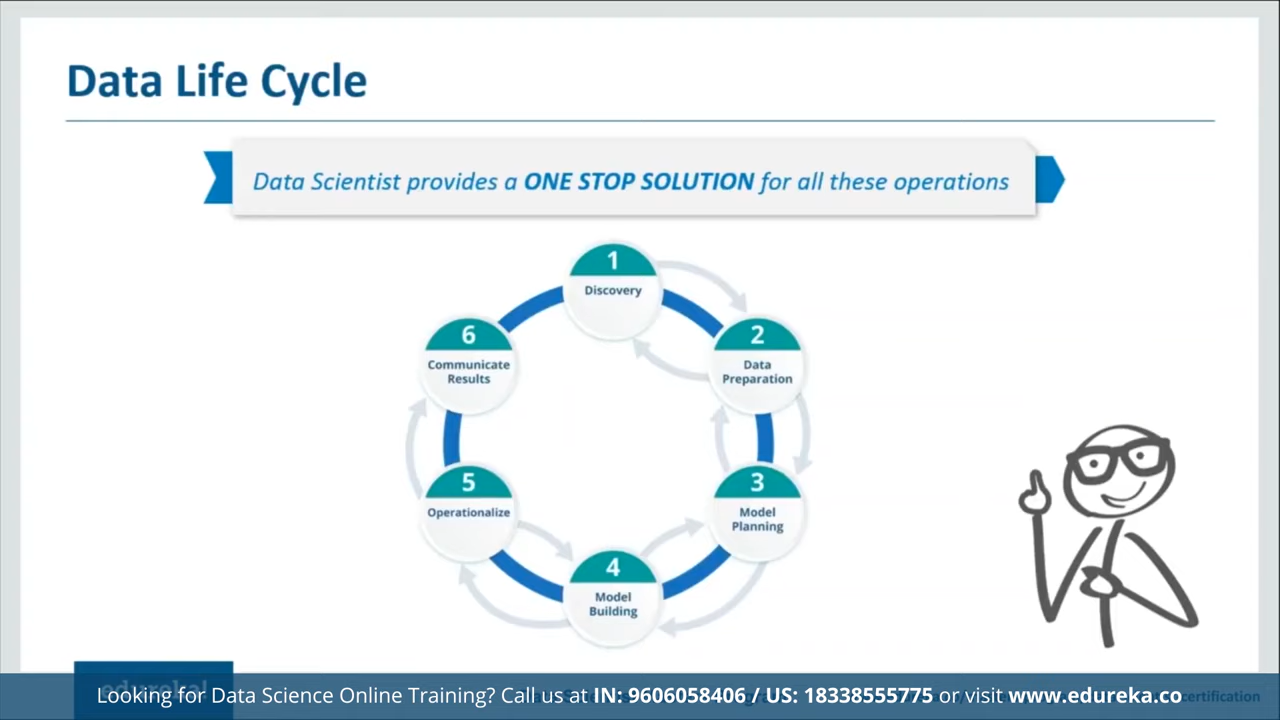 Data Life Cycle
Data Scientist provides a ONE STOP SOLUTION for all these operations
1
Discovery
2
Data
Preparation
3
Model
Planning
4
Model
Building
5
Operationalize
6
Communicate
Results
Looking for Data Science Online Training? Call us at IN: 9606058406 / US: 18338555775 or visit www.edureka.co
certification